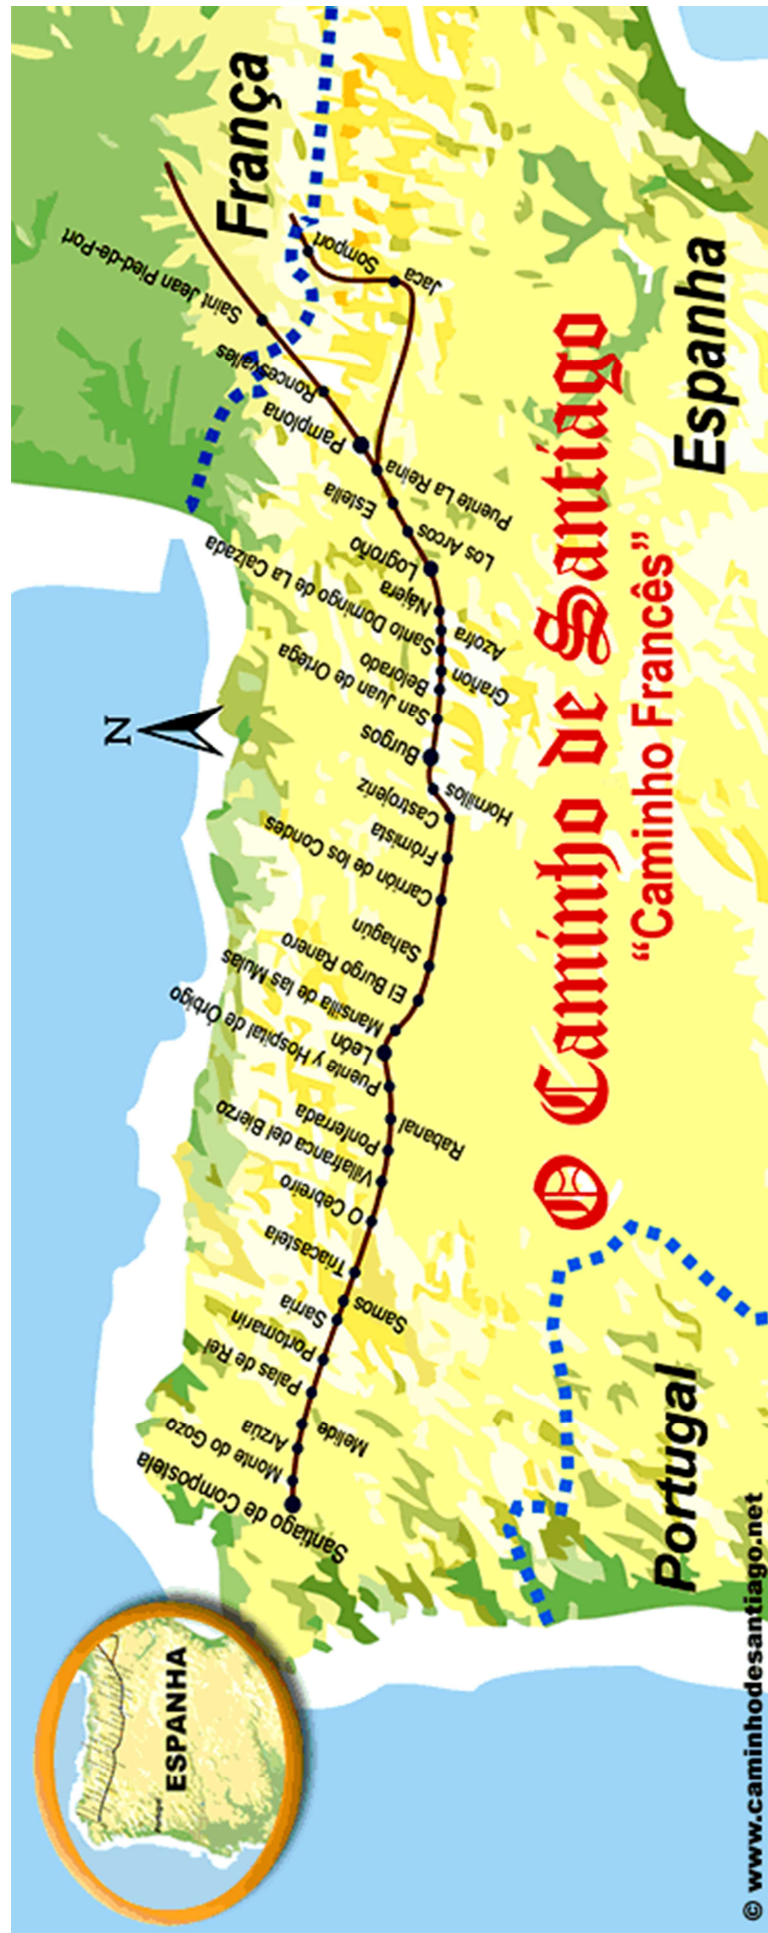 França
Somport
Jaca
Saint Jean Pied-de-Port
Roncesvalles
Pamplona
Puente La Reina
Estella
Los Arcos
Logroño
Nájera
Azofra
Santo Domingo de La Calzada
Grañon
Belorado
San Juan de Ortega
Burgos
Hornillos
Castrojeriz
Frómista
Carrión de los Condes
Sahagún
El Burgo Ranero
Mansilla de las Mulas
León
Puente y Hospital de Órbigo
Rabanal
Ponferrada
Villafranca del Bierzo
O Cebreiro
Triacastela
Samos
Sarria
Portomarin
Palas de Rei
Melide
Arzúa
Monte do Gozo
Santiago de Compostela
N
O Caminho de Santiago
“Caminho Francês”
Espanha
Portugal
ESPANHA
© www.caminhodesantiago.net